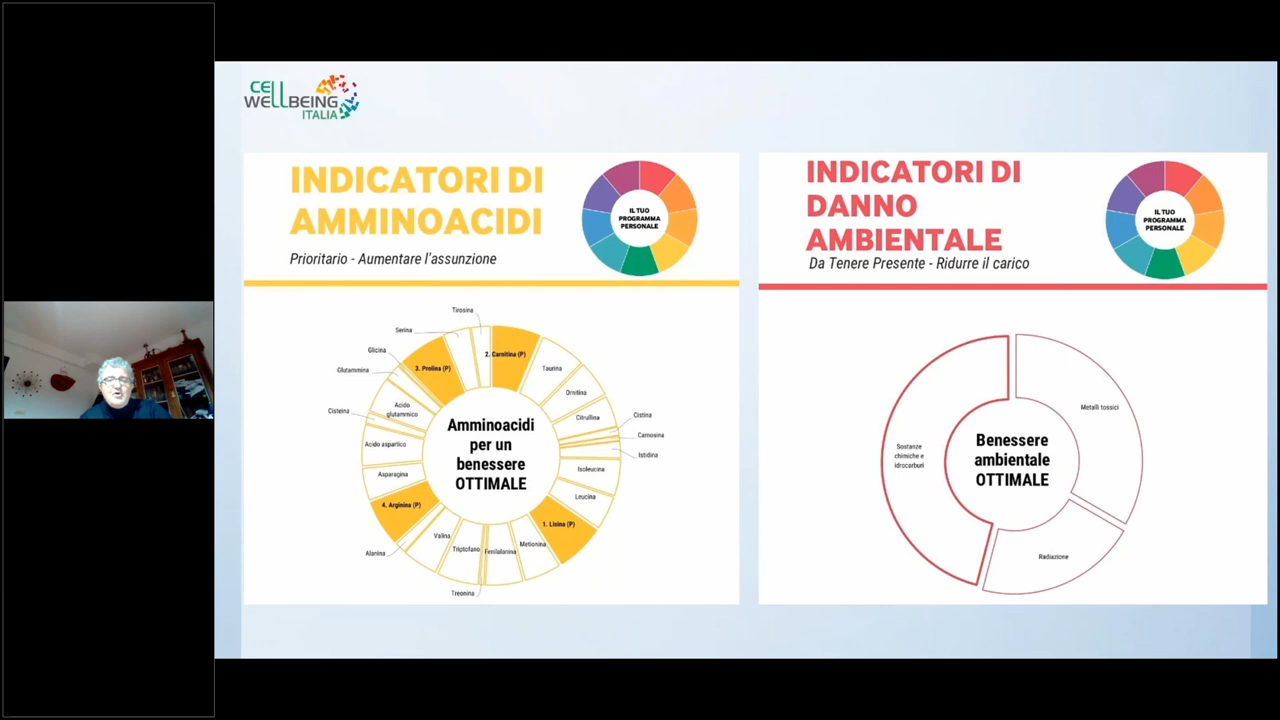 CELL
WELLBEING
ITALIA
INDICATORI DI
AMMINOACIDI
Prioritario - Aumentare l'assunzione
IL TUO
PROGRAMMA
PERSONALE
Tirosina
Serina
2. Carnitina (P)
Glicina
3. Prolina (P)
Taurina
Glutammina
Ornitina
Acido
glutammico
Cisteina
Citrullina
Cistina
Carnosina
Acido aspartico
Istidina
Amminoacidi
per un
benessere
OTTIMALE
Asparagina
Isoleucina
Leucina
4. Arginina (P)
1. Lisina (P)
Alanina
Valina
Triptofano
Fenilalanina
Metionina
Treonina
INDICATORI DI
DANNO
AMBIENTALE
Da Tenere Presente - Ridurre il carico
IL TUO
PROGRAMMA
PERSONALE
Metalli tossici
Sostanze
chimiche e
idrocarburi
Benessere
ambientale
OTTIMALE
Radiazione